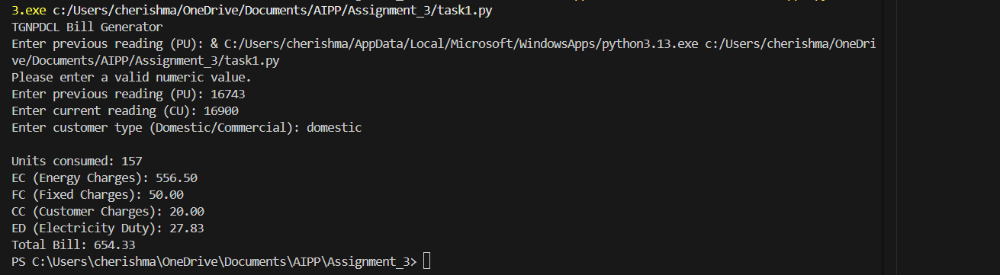 3.exe c:/Users/cherishma/OneDrive/Documents/AIPP/Assignment_3/task1.py
TGNPDCL Bill Generator
Enter previous reading (PU): & C:/Users/cherishma/AppData/Local/Microsoft/WindowsApps/python3.13.exe c:/Users/cherishma/OneDri
ve/Documents/AIPP/Assignment_3/task1.py
Please enter a valid numeric value.
Enter previous reading (PU): 16743
Enter current reading (CU): 16900
Enter customer type (Domestic/Commercial): domestic
Units consumed: 157
EC (Energy Charges): 556.50
FC (Fixed Charges): 50.00
CC (Customer Charges): 20.00
ED (Electricity Duty): 27.83
Total Bill: 654.33
PS C:\Users\cherishma\OneDrive\Documents\AIPP\Assignment_3>